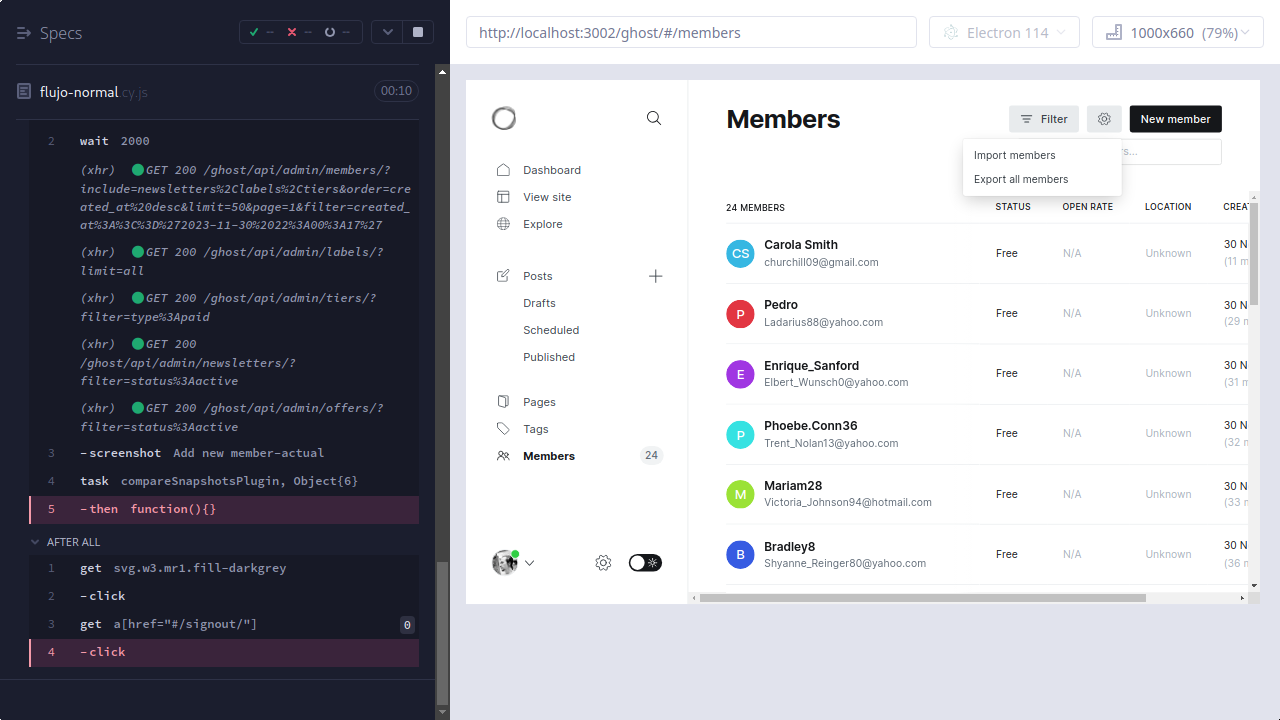 Specs
--
--
--
flujo-normal.cy.js
00:10
2 wait 2000
(xhr) GET 200 /ghost/api/admin/members/?
include=newsletters%2Clabels%2Ctiers&order=cre
ated_at%20desc&limit=50&page=1&filter=created_
at%3A%3C%3D%272023-11-30%2022%3A00%3A17%27
(xhr) GET 200 /ghost/api/admin/labels/?
limit=all
(xhr) GET 200 /ghost/api/admin/tiers/?
filter=type%3Apaid
(xhr) GET 200
/ghost/api/admin/newsletters/?
filter=status%3Aactive
(xhr) GET 200 /ghost/api/admin/offers/?
filter=status%3Aactive
3 -screenshot Add new member-actual
4 task compareSnapshotsPlugin, Object{6}
5 -then function(){}
AFTER ALL
1 get svg.w3.mr1.fill-darkgrey
2 -click
3 get a[href="#/signout/"] 0
4 -click
http://localhost:3002/ghost/#/members
Electron 114
1000x660 (79%)
Dashboard
View site
Explore
Posts
Drafts
Scheduled
Published
Pages
Tags
Members 24
Members
Filter
New member
Import members
Export all members
s...
24 MEMBERS STATUS OPEN RATE LOCATION CREAT
CS Carola Smith Free N/A Unknown 30 N
churchill09@gmail.com (11 m
P Pedro Free N/A Unknown 30 N
Ladarius88@yahoo.com (29 m
E Enrique_Sanford Free N/A Unknown 30 N
Elbert_Wunsch0@yahoo.com (31 m
P Phoebe.Conn36 Free N/A Unknown 30 N
Trent_Nolan13@yahoo.com (32 m
M Mariam28 Free N/A Unknown 30 N
Victoria_Johnson94@hotmail.com (33 m
B Bradley8 Free N/A Unknown 30 N
Shyanne_Reinger80@yahoo.com (36 m